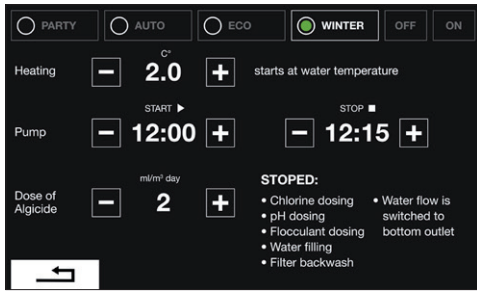 PARTY AUTO ECO WINTER OFF ON
C°
Heating − 2.0 + starts at water temperature
START ▶ STOP ■
Pump − 12:00 + − 12:15 +
ml/m³ day
Dose of
Algicide − 2 +
STOPED:
• Chlorine dosing
• pH dosing
• Flocculant dosing
• Water filling
• Filter backwash
• Water flow is
switched to
bottom outlet